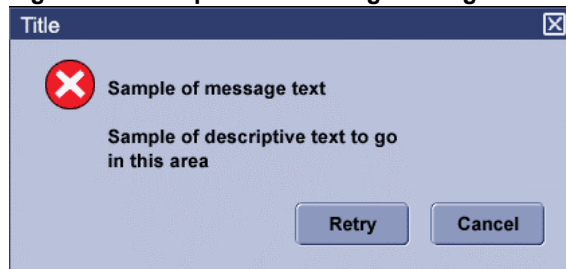 Title
Sample of message text
Sample of descriptive text to go
in this area
Retry Cancel